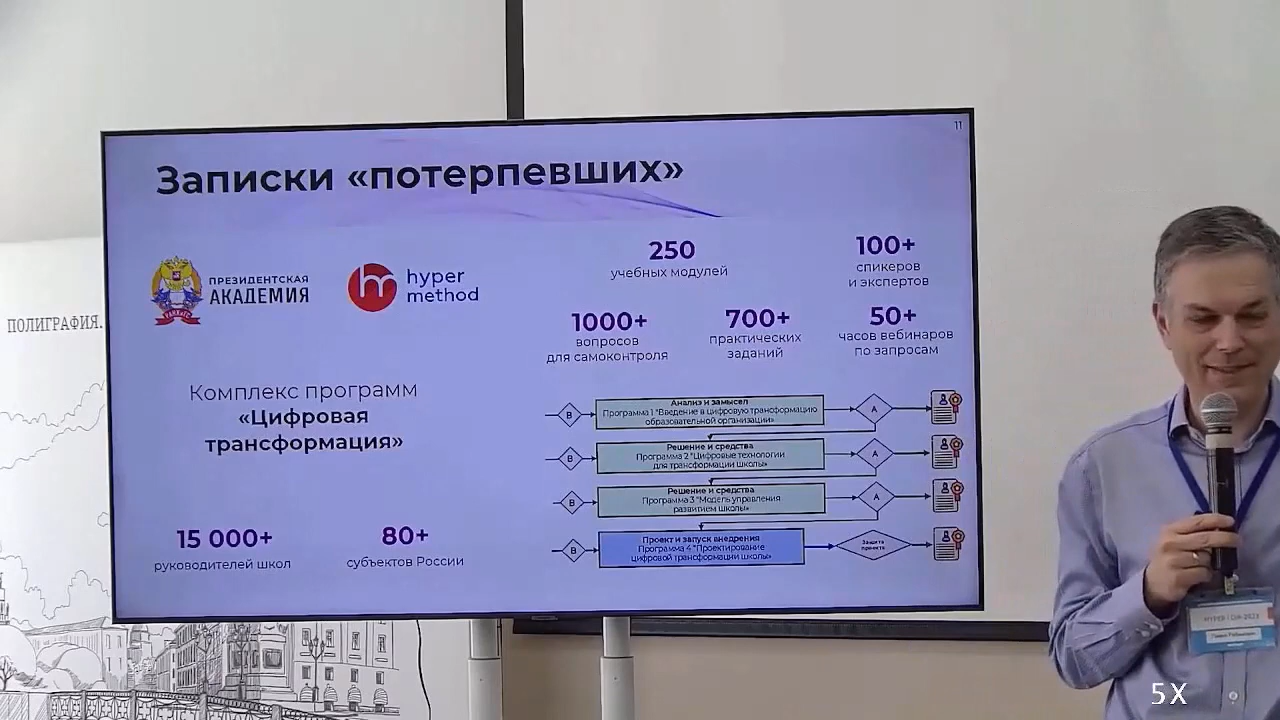 11
Записки «потерпевших»
ПРЕЗИДЕНТСКАЯ
АКАДЕМИЯ
РАНХиГС
hyper
method
250
учебных модулей
100+
спикеров
и экспертов
1000+
вопросов
для самоконтроля
700+
практических
заданий
50+
часов вебинаров
по запросам
Комплекс программ
«Цифровая
трансформация»
15 000+
руководителей школ
80+
субъектов России
В
Анализ и замысел
Программа 1 "Введение в цифровую трансформацию
образовательной организации»
А
В
Решение и средства
Программа 2 "Цифровые технологии
для трансформации школы»
А
В
Решение и средства
Программа 3 "Модель управления
развитием школы»
А
В
Проект и запуск внедрения
Программа 4 "Проектирование
цифровой трансформации школы»
Защита
проекта
ПОЛИГРАФИЯ.
5X